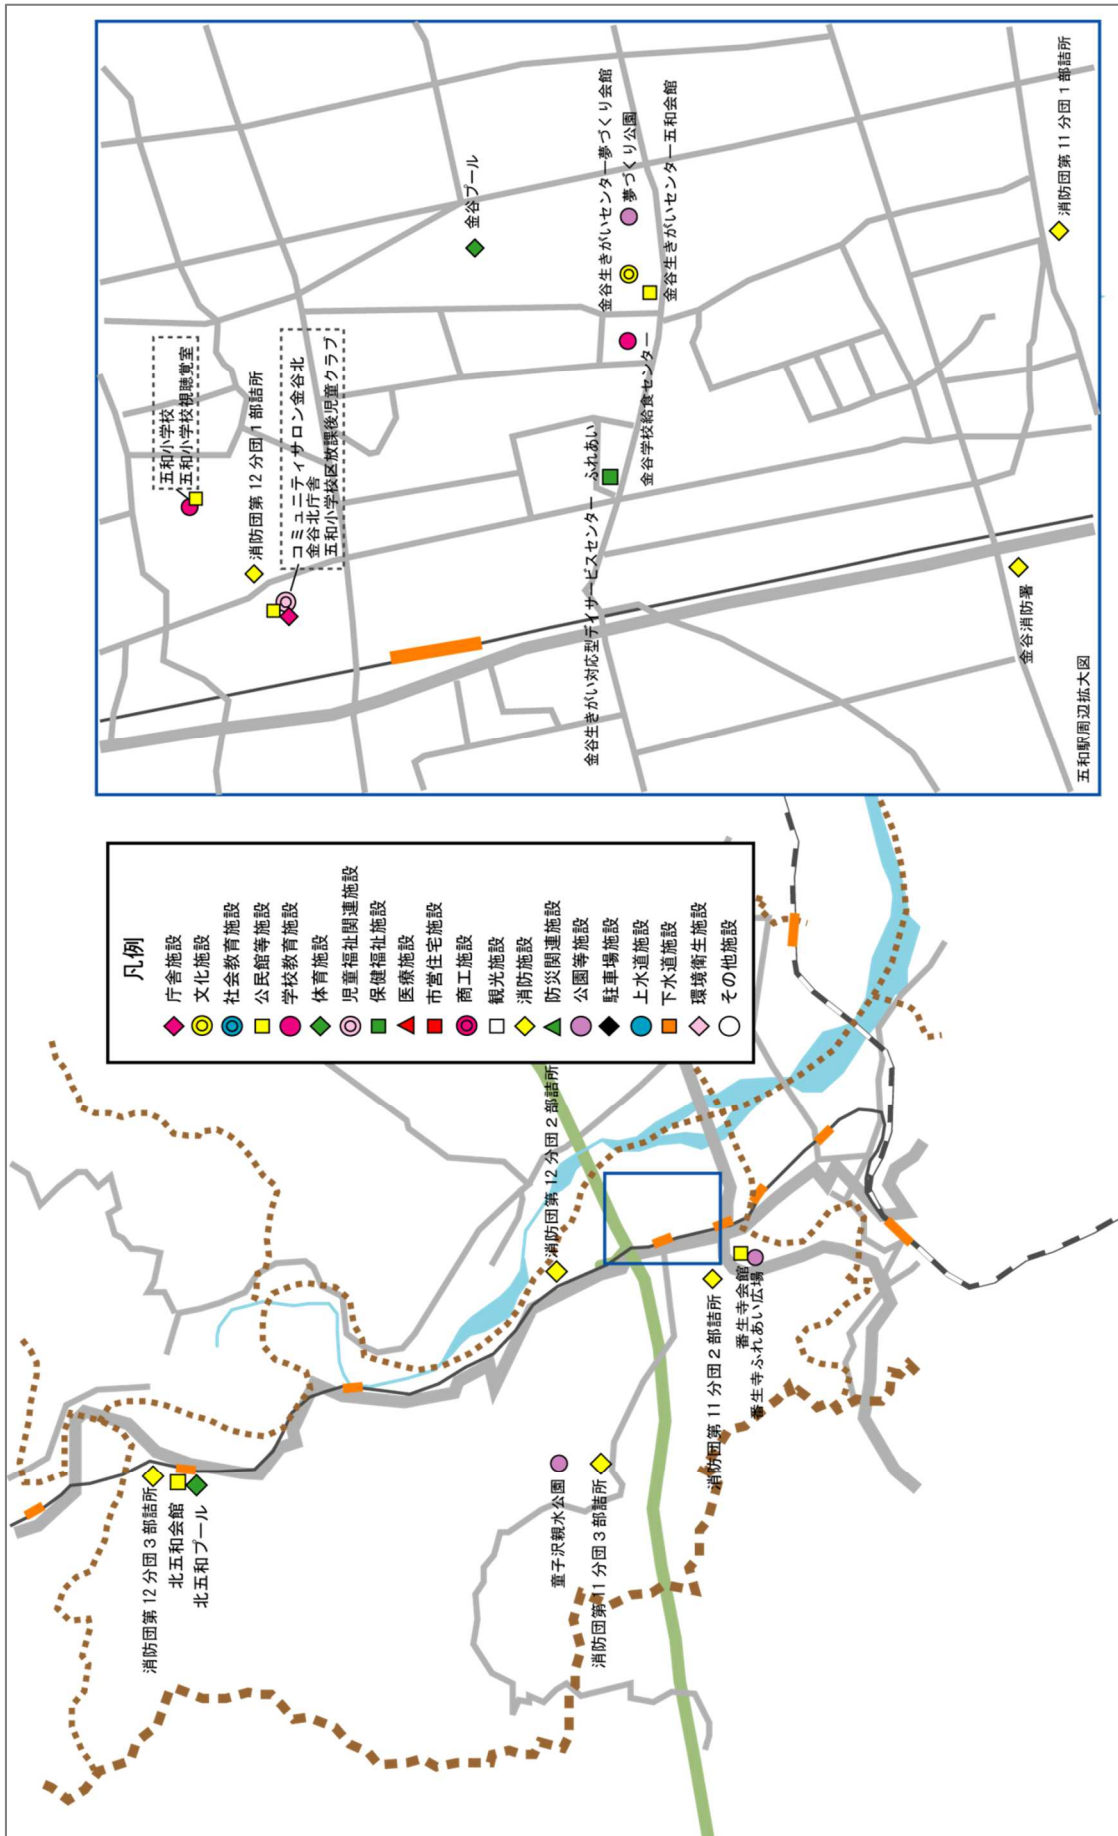 消防団第 12 分団 3 部詰所
北五和会館
北五和プール
童子沢親水公園
消防団第 11 分団 3 部詰所
消防団第 12 分団 2 部詰所
消防団第 11 分団 2 部詰所
番生寺会館
番生寺ふれあい広場
凡例
庁舎施設
文化施設
社会教育施設
公民館等施設
学校教育施設
体育施設
児童福祉関連施設
保健福祉施設
医療施設
市営住宅施設
商工施設
観光施設
消防施設
防災関連施設
公園等施設
駐車場施設
上水道施設
下水道施設
環境衛生施設
その他施設
五和小学校
五和小学校視聴覚室
消防団第 12 分団 1 部詰所
コミュニティサロン金谷北
金谷北庁舎
五和小学校区放課後児童クラブ
金谷プール
金谷生きがい対応型デイサービスセンター　ふれあい
金谷生きがいセンター夢づくり会館
夢づくり公園
金谷学校給食センター
金谷生きがいセンター五和会館
金谷消防署
消防団第 11 分団 1 部詰所
五和駅周辺拡大図